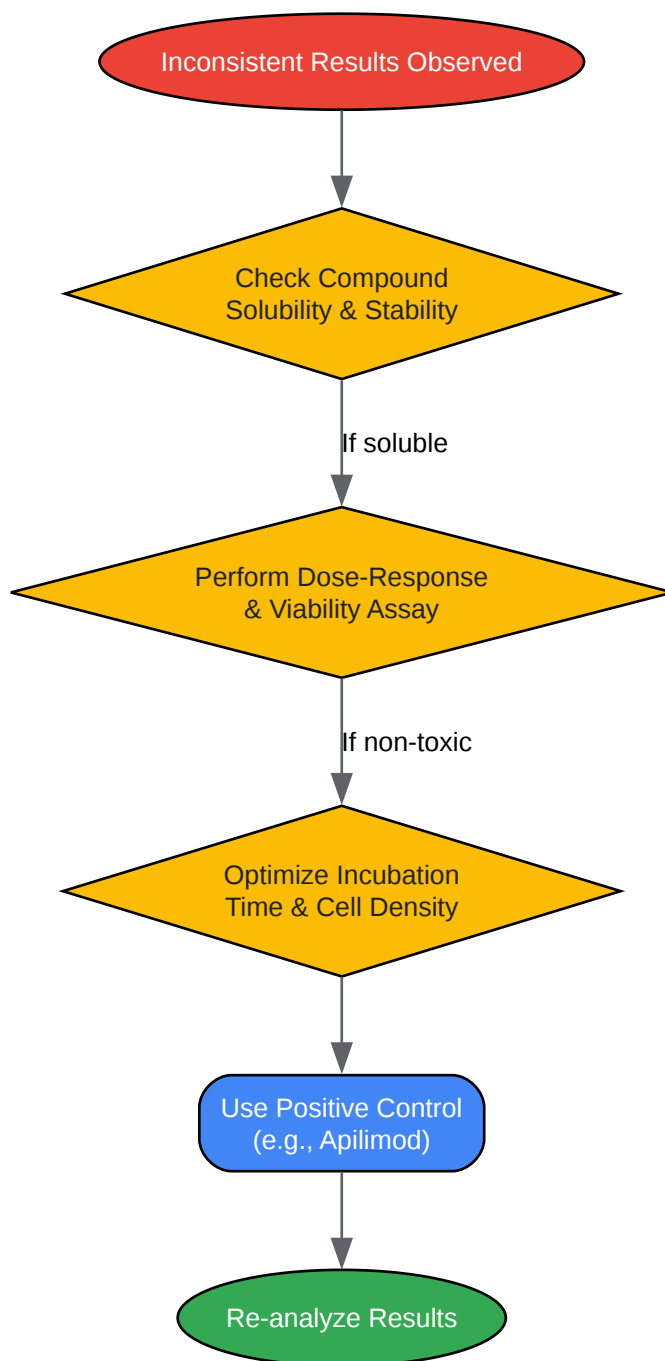 Inconsistent Results Observed
Check Compound
Solubility & Stability
If soluble
Perform Dose-Response
& Viability Assay
If non-toxic
Optimize Incubation
Time & Cell Density
Use Positive Control
(e.g., Apilimod)
Re-analyze Results